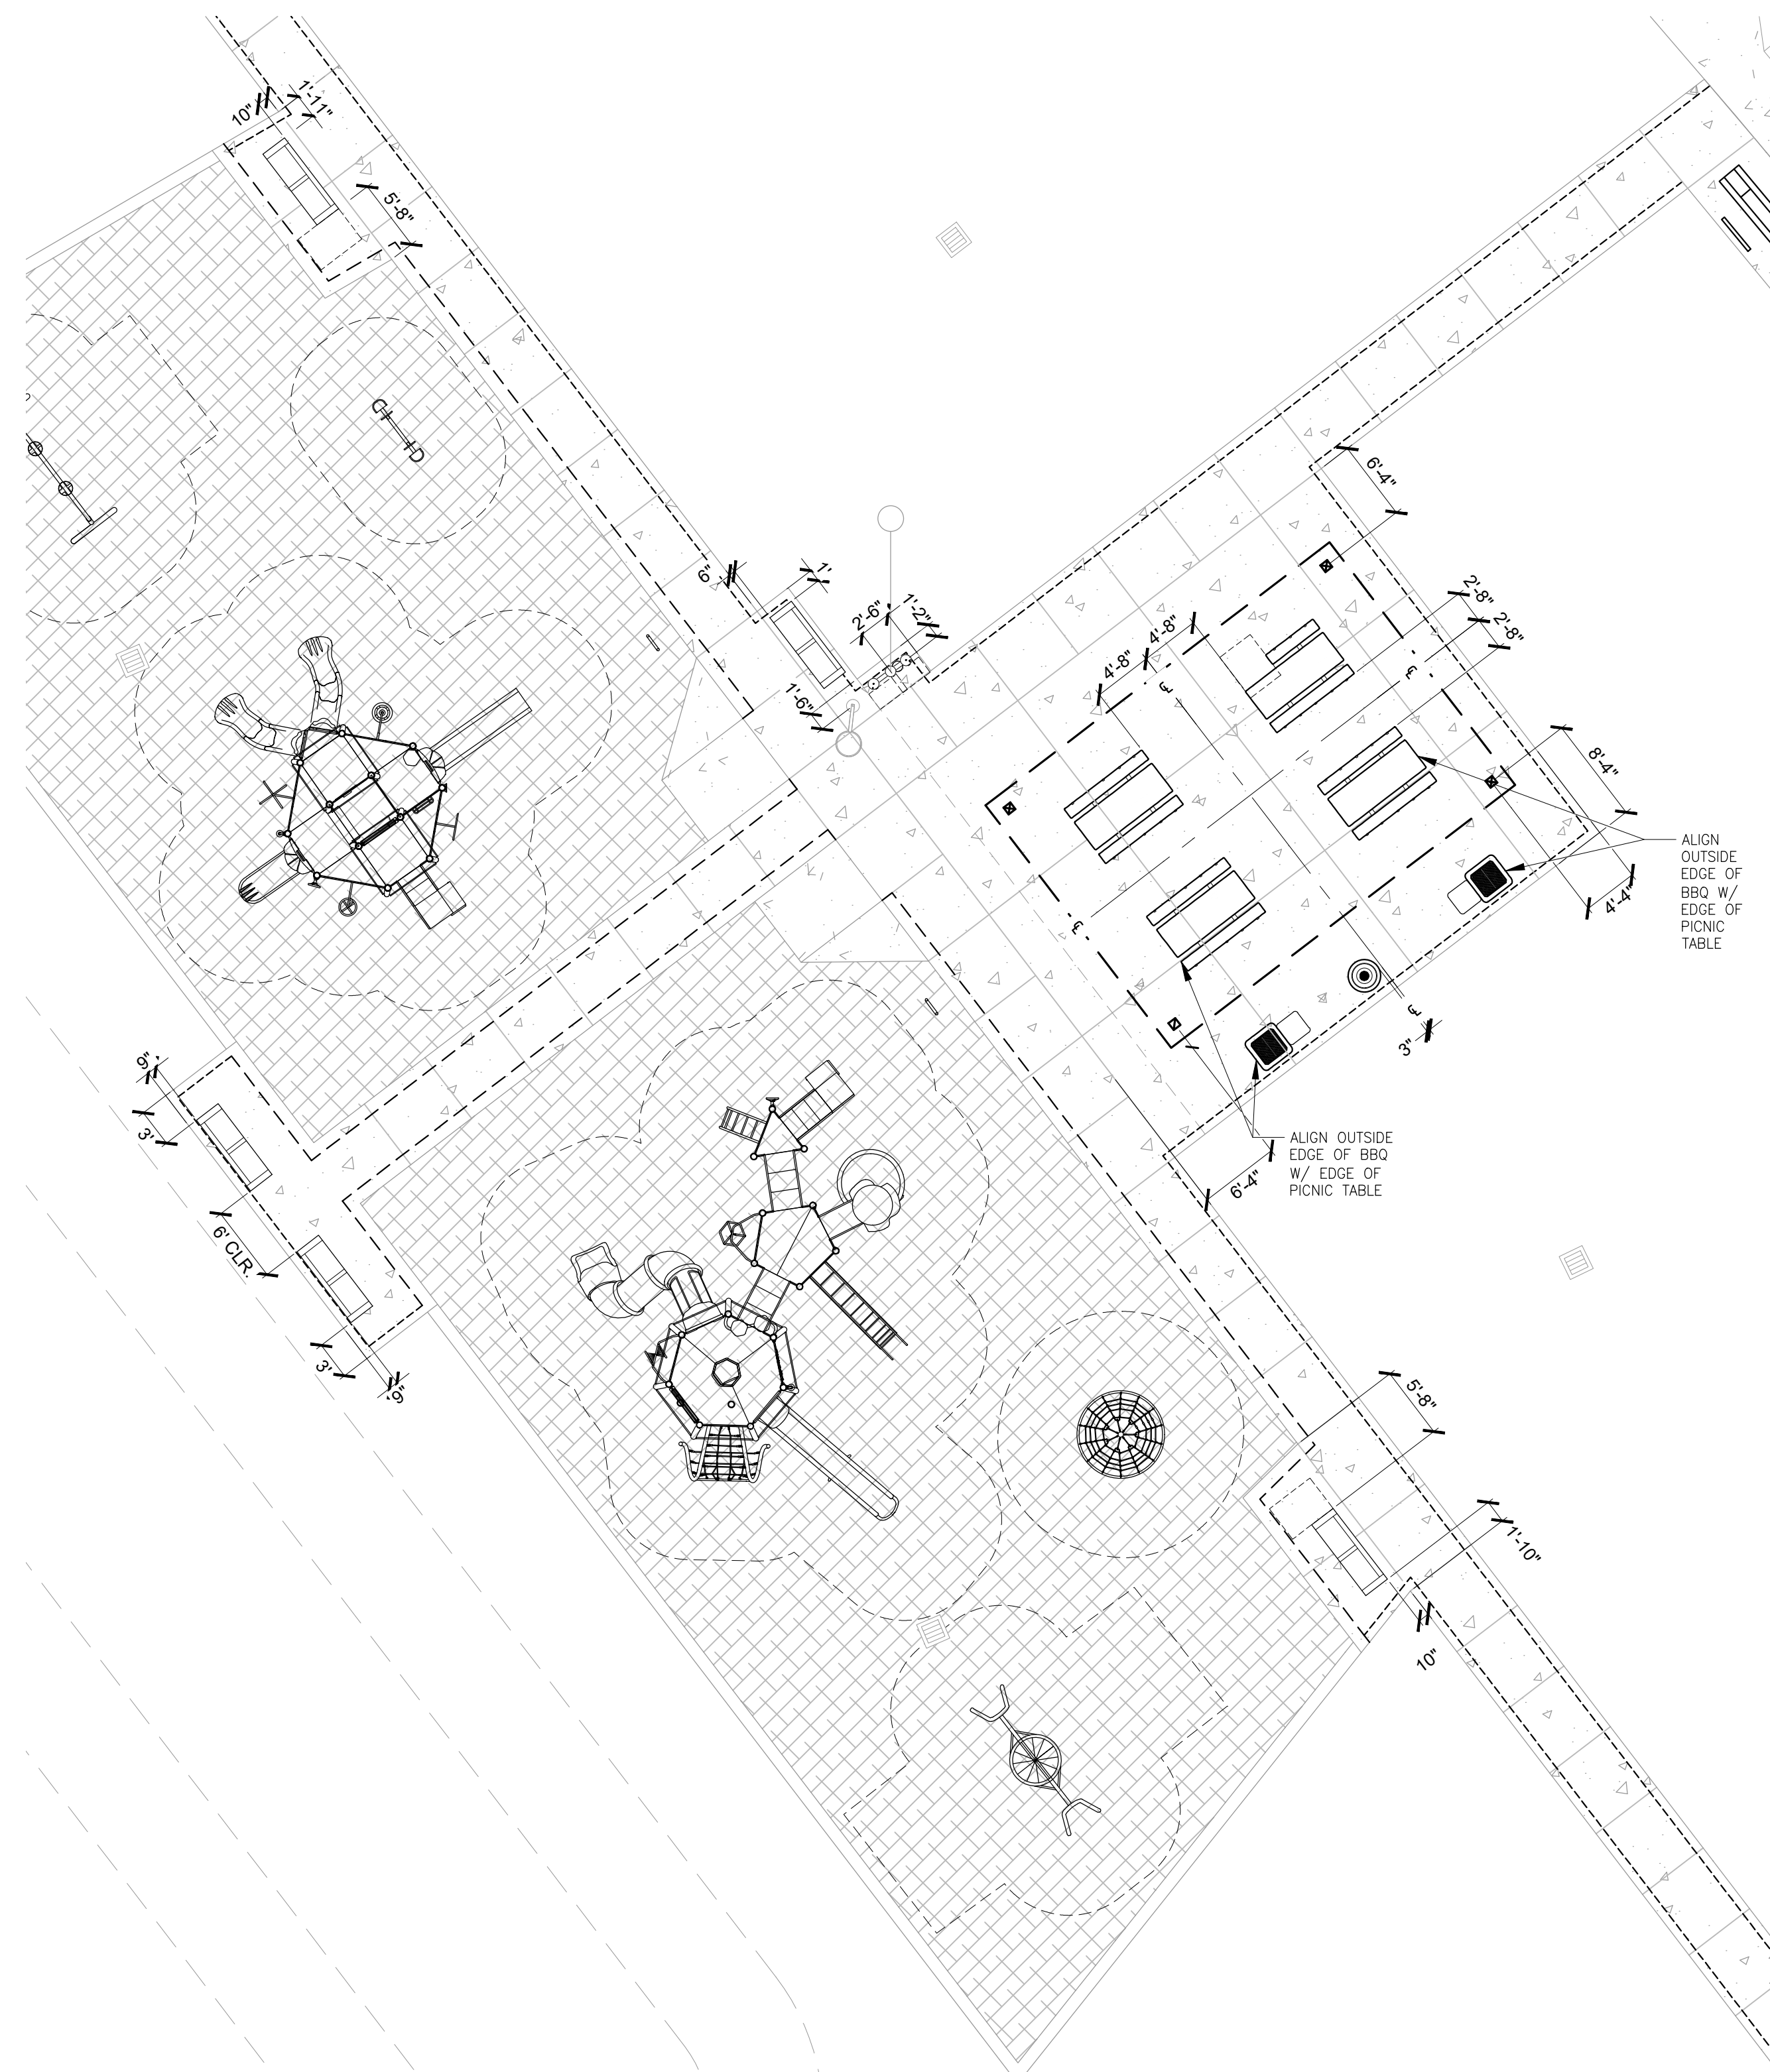 1'-11"
10"
5'-8"
6'-4"
6"
1'
2'-6"
1'-2"
4'-8"
4'-8"
2'-8"
2'-8"
1'-6"
8'-4"
4'-4"
ALIGN
OUTSIDE
EDGE OF
BBQ W/
EDGE OF
PICNIC
TABLE
3"
9"
3'
6' CLR.
3'
9"
ALIGN OUTSIDE
EDGE OF BBQ
W/ EDGE OF
PICNIC TABLE
6'-4"
5'-8"
1'-10"
10"